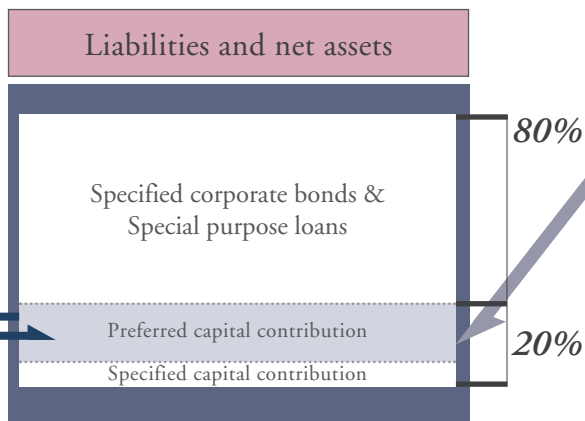 Liabilities and net assets
80%
Specified corporate bonds &
Special purpose loans
Preferred capital contribution
20%
Specified capital contribution